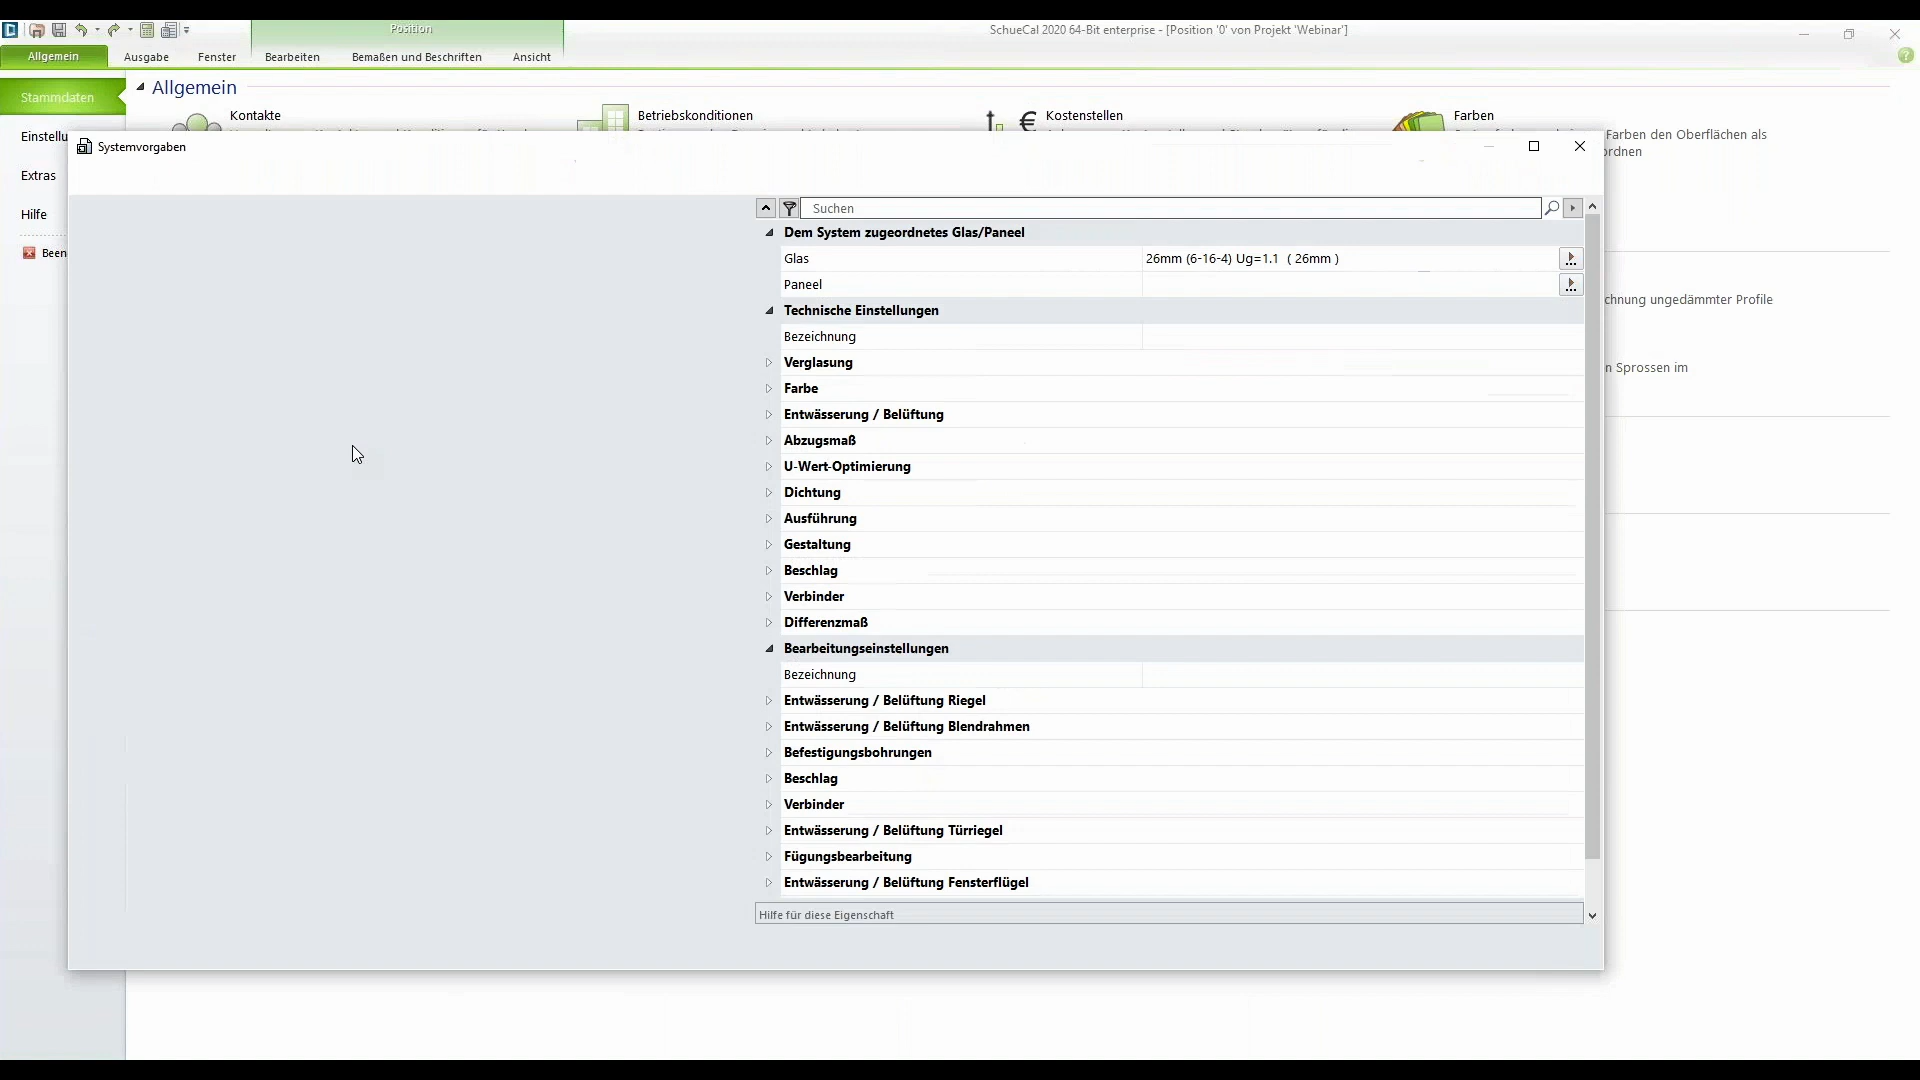 Position
SchueCal 2020 64-Bit enterprise - [Position '0' von Projekt 'Webinar']
Allgemein
Ausgabe
Fenster
Bearbeiten
Bemaßen und Beschriften
Ansicht
Stammdaten
Allgemein
Kontakte
Betriebskonditionen
Kostenstellen
Farben
Farben den Oberflächen als
Einstellu
Systemvorgaben
Extras
Suchen
Hilfe
Dem System zugeordnetes Glas/Paneel
Been
Glas 26mm (6-16-4) Ug=1.1 ( 26mm )
Paneel
chnung ungedämmter Profile
Technische Einstellungen
Bezeichnung
Verglasung
n Sprossen im
Farbe
Entwässerung / Belüftung
Abzugsmaß
U-Wert-Optimierung
Dichtung
Ausführung
Gestaltung
Beschlag
Verbinder
Differenzmaß
Bearbeitungseinstellungen
Bezeichnung
Entwässerung / Belüftung Riegel
Entwässerung / Belüftung Blendrahmen
Befestigungsbohrungen
Beschlag
Verbinder
Entwässerung / Belüftung Türriegel
Fügungsbearbeitung
Entwässerung / Belüftung Fensterflügel
Hilfe für diese Eigenschaft